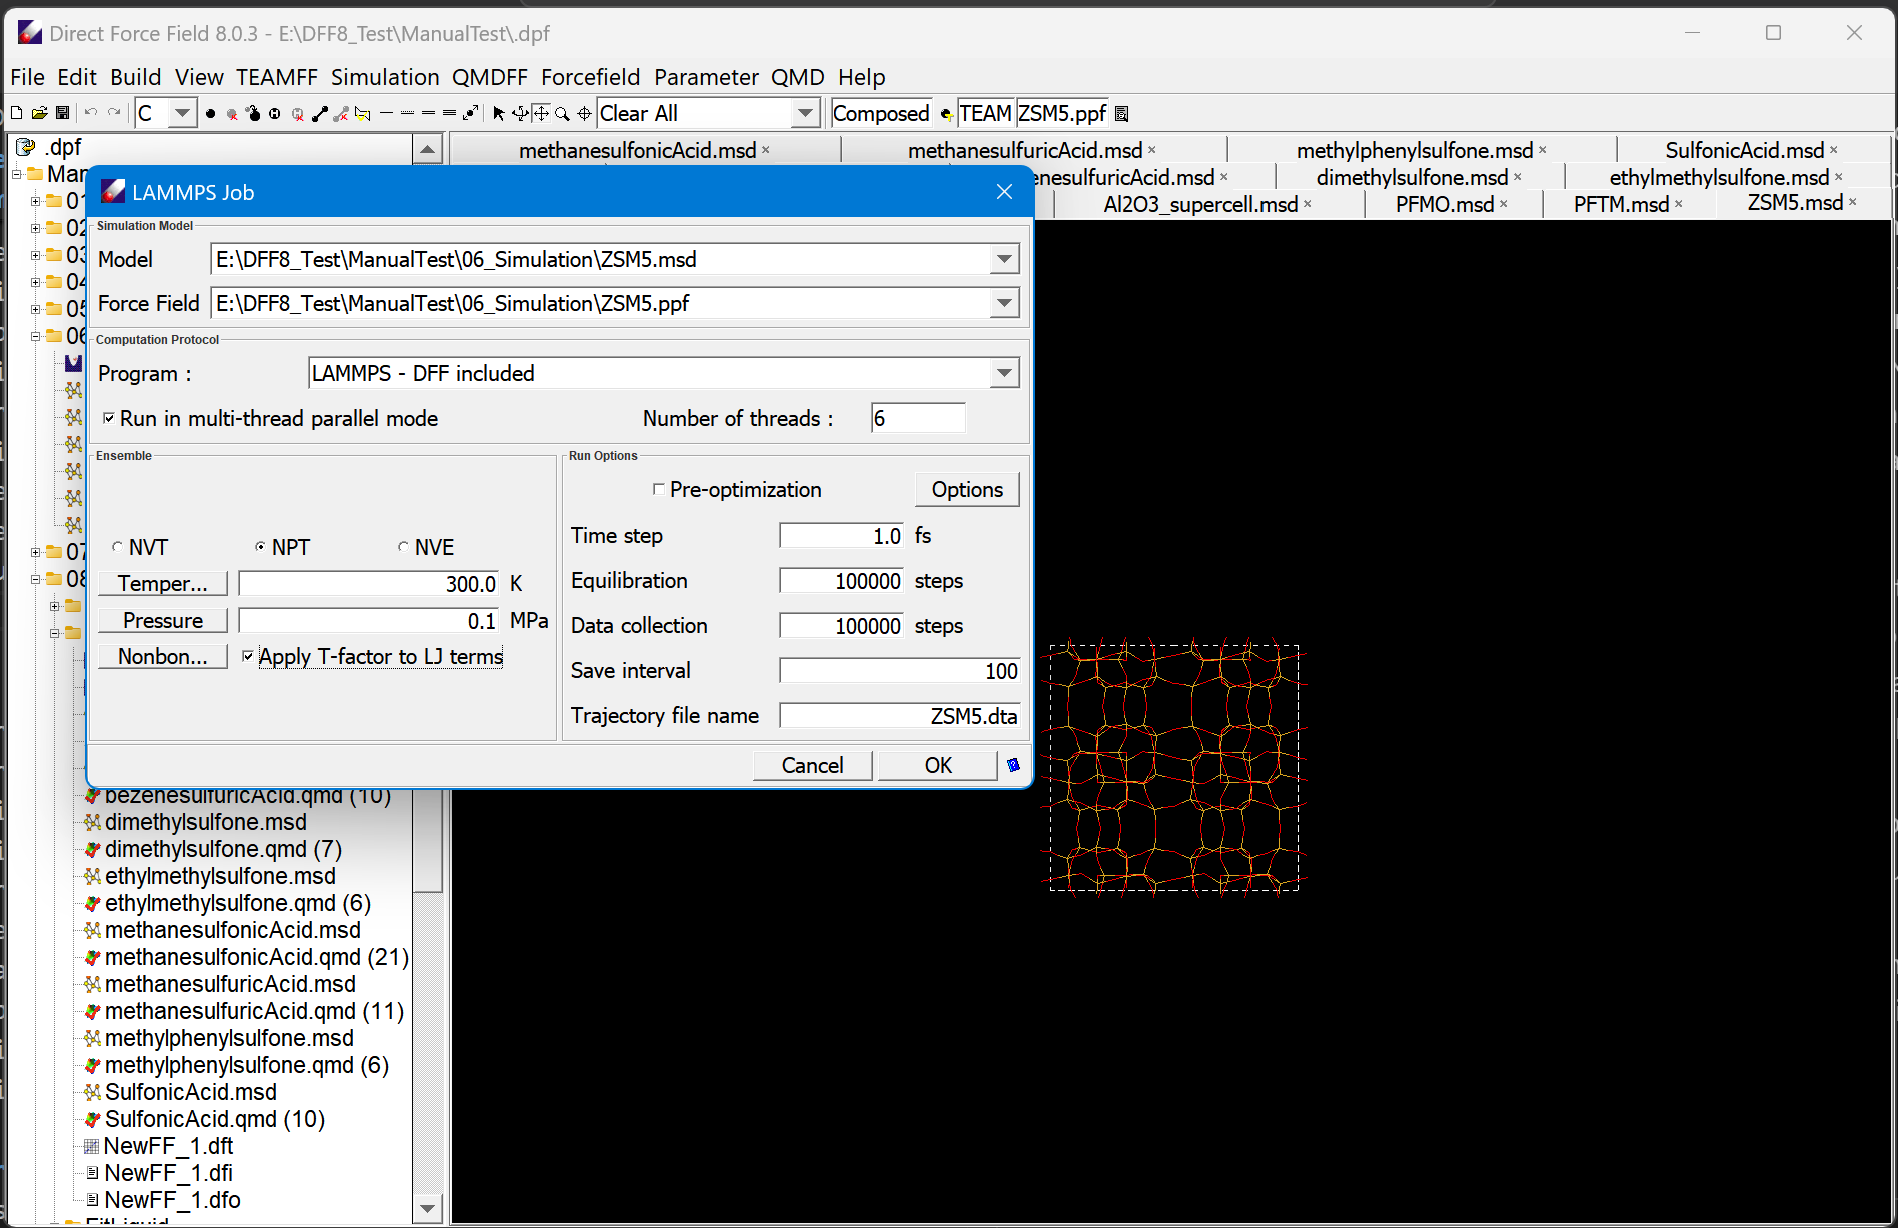 Direct Force Field 8.0.3 - E:\DFF8_Test\ManualTest\.dpf
File Edit Build View TEAMFF Simulation QMDFF Forcefield Parameter QMD Help
C Clear All Composed TEAM ZSM5.ppf
.dpf
methanesulfonicAcid.msd × methanesulfuricAcid.msd × methylphenylsulfone.msd × SulfonicAcid.msd ×
enesulfuricAcid.msd × dimethylsulfone.msd × ethylmethylsulfone.msd ×
Al2O3_supercell.msd × PFMO.msd × PFTM.msd × ZSM5.msd ×
Man
01
02
03
04
05
06
07
08
LAMMPS Job
Simulation Model
Model E:\DFF8_Test\ManualTest\06_Simulation\ZSM5.msd
Force Field E:\DFF8_Test\ManualTest\06_Simulation\ZSM5.ppf
Computation Protocol
Program : LAMMPS - DFF included
Run in multi-thread parallel mode Number of threads : 6
Ensemble
NVT NPT NVE
Temper... 300.0 K
Pressure 0.1 MPa
Nonbon... Apply T-factor to LJ terms
Run Options
Pre-optimization Options
Time step 1.0 fs
Equilibration 100000 steps
Data collection 100000 steps
Save interval 100
Trajectory file name ZSM5.dta
Cancel OK
bezenesulfuricAcid.qmd (10)
dimethylsulfone.msd
dimethylsulfone.qmd (7)
ethylmethylsulfone.msd
ethylmethylsulfone.qmd (6)
methanesulfonicAcid.msd
methanesulfonicAcid.qmd (21)
methanesulfuricAcid.msd
methanesulfuricAcid.qmd (11)
methylphenylsulfone.msd
methylphenylsulfone.qmd (6)
SulfonicAcid.msd
SulfonicAcid.qmd (10)
NewFF_1.dft
NewFF_1.dfi
NewFF_1.dfo
FitLiquid